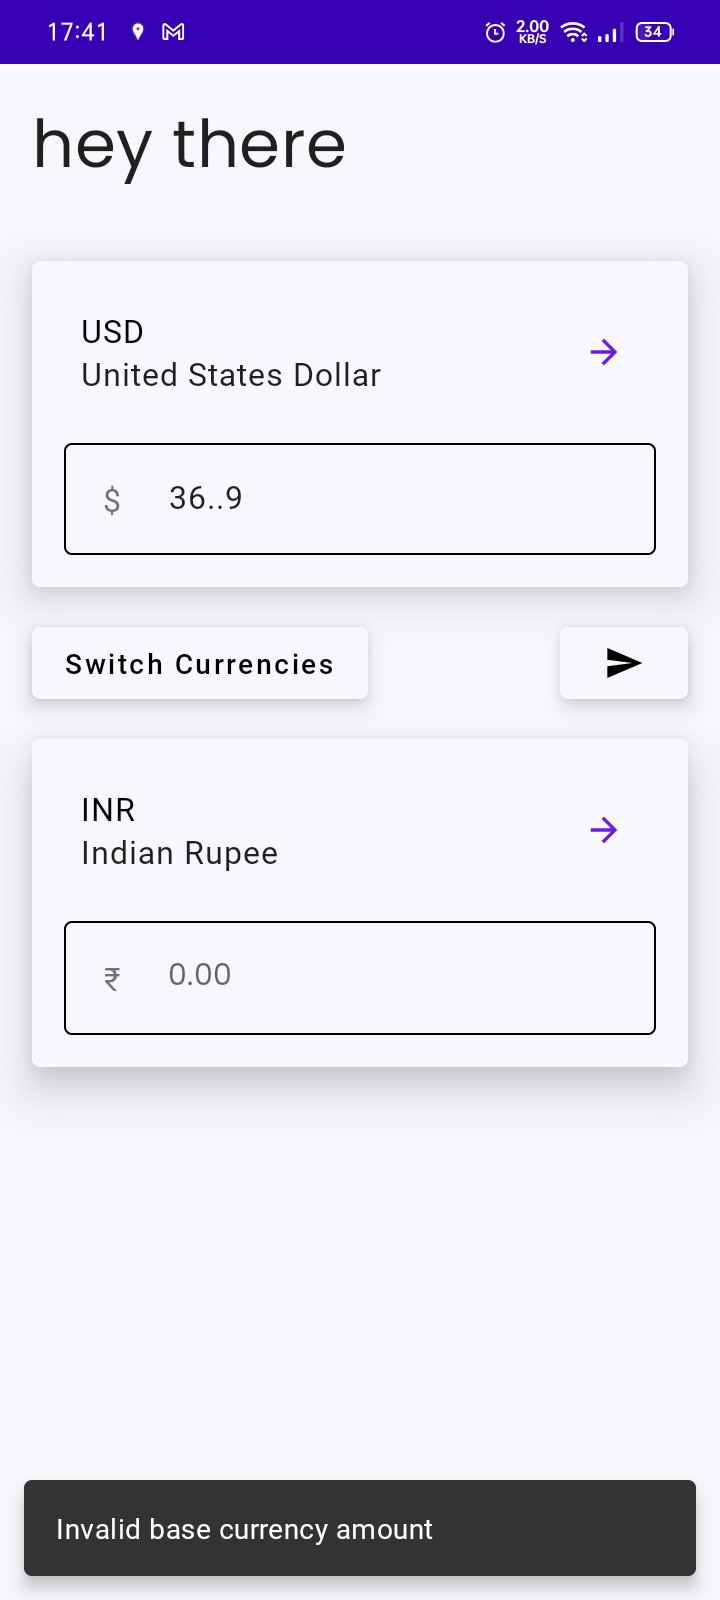 17:41 2.00 KB/S 34
hey there
USD
United States Dollar
$ 36..9
Switch Currencies
INR
Indian Rupee
₹ 0.00
Invalid base currency amount